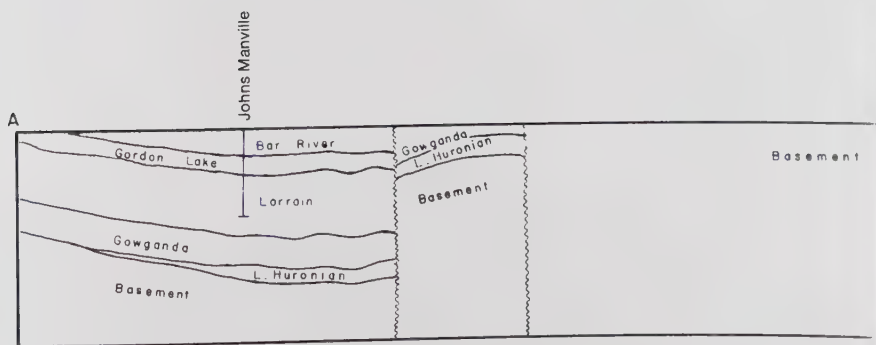 Johns Manville
A
Bar River
Gordon Lake
Lorrain
Gowganda
L. Huronian
Basement
Gowganda
L. Huronian
Basement
Basement